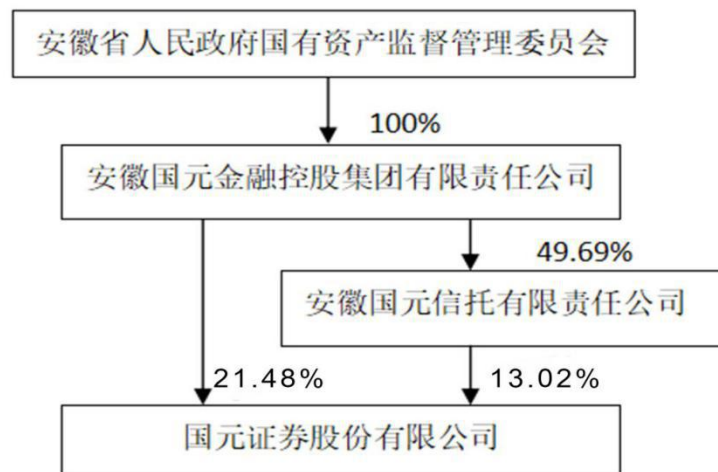 安徽省人民政府国有资产监督管理委员会
100%
安徽国元金融控股集团有限责任公司
49.69%
安徽国元信托有限责任公司
21.48%
13.02%
国元证券股份有限公司